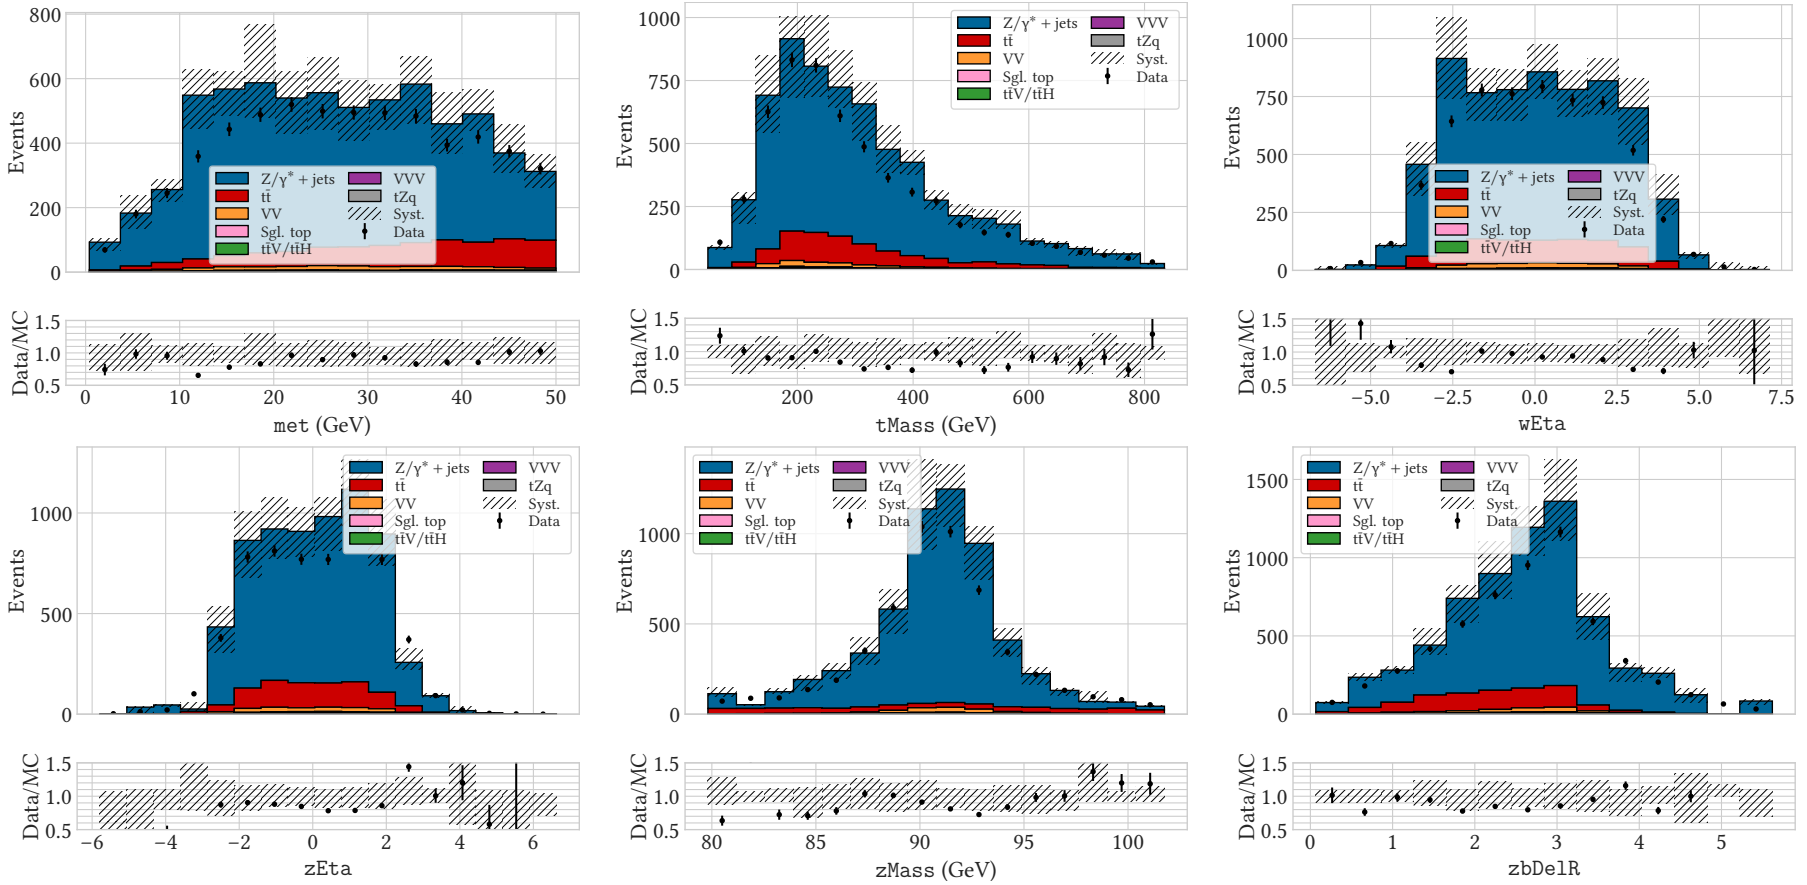 800
600
400
200
0
Events
Z/γ* + jets
tt̄
VV
Sgl. top
tt̄V/tt̄H
VVV
tZq
Syst.
Data
1.5
1.0
0.5
Data/MC
0 10 20 30 40 50
met (GeV)
1000
750
500
250
0
Events
Z/γ* + jets
tt̄
VV
Sgl. top
tt̄V/tt̄H
VVV
tZq
Syst.
Data
1.5
1.0
0.5
Data/MC
200 400 600 800
tMass (GeV)
1000
750
500
250
0
Events
Z/γ* + jets
tt̄
VV
Sgl. top
tt̄V/tt̄H
VVV
tZq
Syst.
Data
1.5
1.0
0.5
Data/MC
−5.0 −2.5 0.0 2.5 5.0 7.5
wEta
1000
500
0
Events
Z/γ* + jets
tt̄
VV
Sgl. top
tt̄V/tt̄H
VVV
tZq
Syst.
Data
1.5
1.0
0.5
Data/MC
−6 −4 −2 0 2 4 6
zEta
1000
500
0
Events
Z/γ* + jets
tt̄
VV
Sgl. top
tt̄V/tt̄H
VVV
tZq
Syst.
Data
1.5
1.0
0.5
Data/MC
80 85 90 95 100
zMass (GeV)
1500
1000
500
0
Events
Z/γ* + jets
tt̄
VV
Sgl. top
tt̄V/tt̄H
VVV
tZq
Syst.
Data
1.5
1.0
0.5
Data/MC
0 1 2 3 4 5
zbDelR